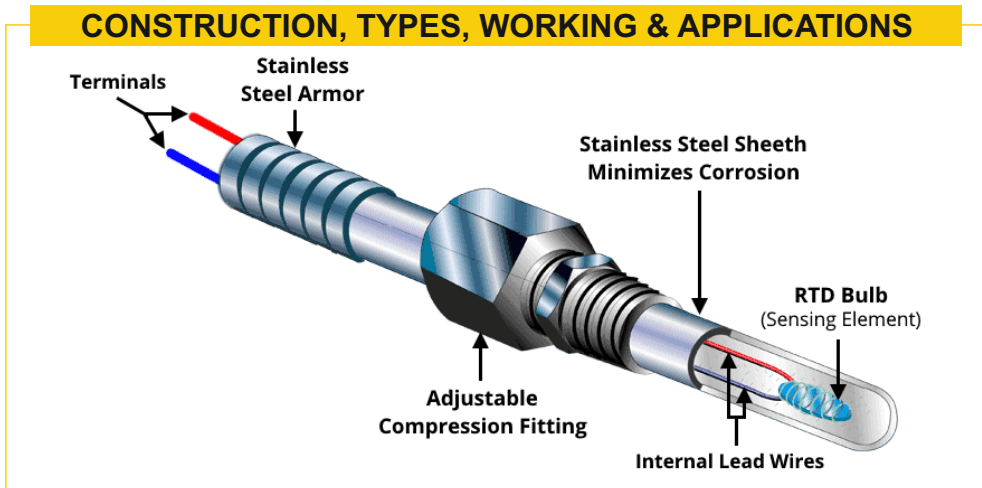 CONSTRUCTION, TYPES, WORKING & APPLICATIONS
Terminals
Stainless
Steel Armor
Stainless Steel Sheeth
Minimizes Corrosion
RTD Bulb
(Sensing Element)
Adjustable
Compression Fitting
Internal Lead Wires